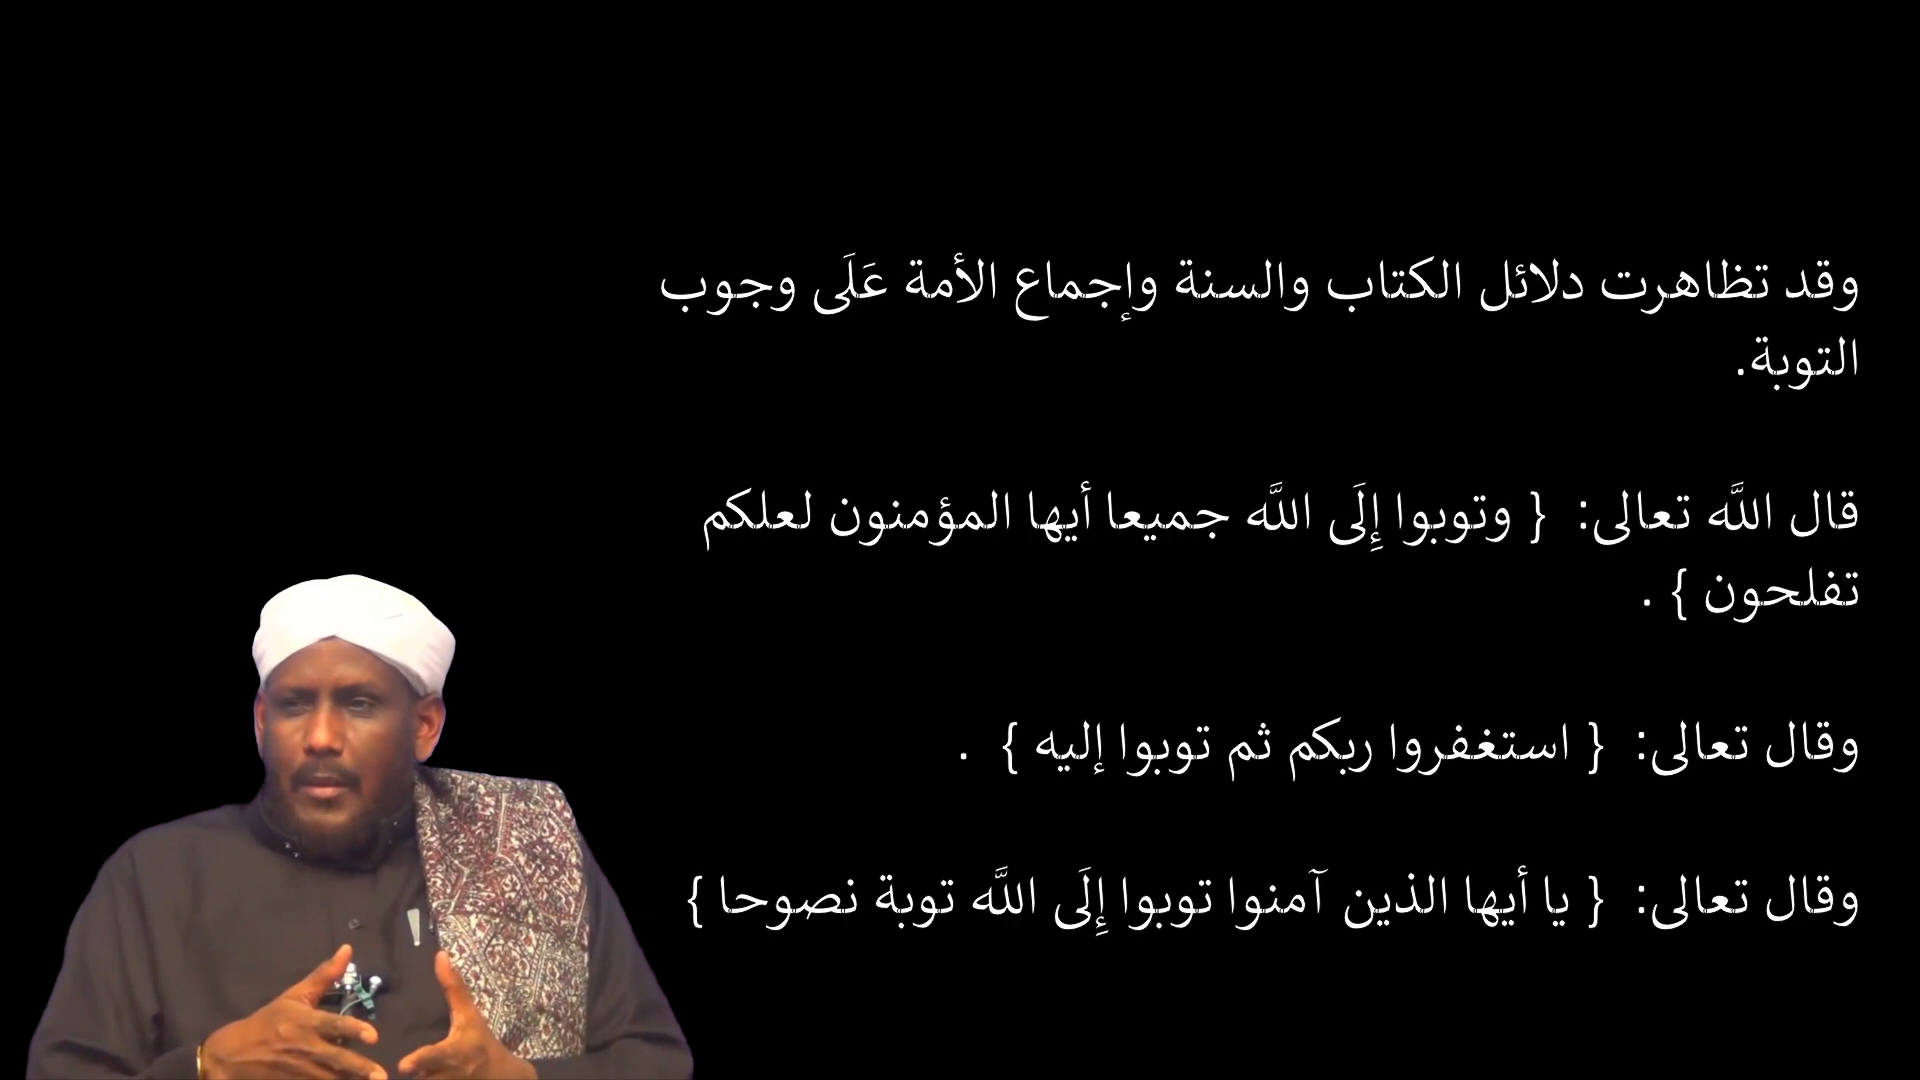 وقد تظاهرت دلائل الكتاب والسنة وإجماع الأمة عَلَى وجوب
التوبة.
قال اللَّه تعالى: { وتوبوا إِلَى اللَّه جميعا أيها المؤمنون لعلكم
تفلحون } .
وقال تعالى: { استغفروا ربكم ثم توبوا إليه } .
وقال تعالى: { يا أيها الذين آمنوا توبوا إِلَى اللَّه توبة نصوحا }